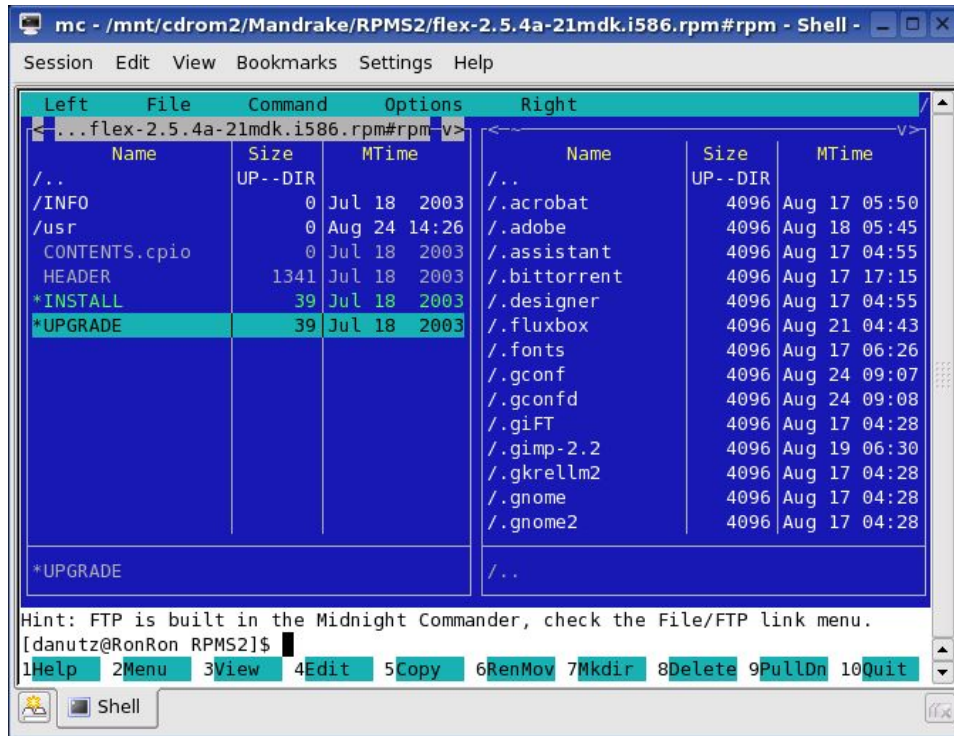 mc - /mnt/cdrom2/Mandrake/RPMS2/flex-2.5.4a-21mdk.i586.rpm#rpm - Shell -
Session Edit View Bookmarks Settings Help
Left File Command Options Right /
<-...flex-2.5.4a-21mdk.i586.rpm#rpm-v>
Name Size MTime
/.. UP--DIR
/INFO 0 Jul 18 2003
/usr 0 Aug 24 14:26
CONTENTS.cpio 0 Jul 18 2003
HEADER 1341 Jul 18 2003
*INSTALL 39 Jul 18 2003
*UPGRADE 39 Jul 18 2003
*UPGRADE
<-~ v>
Name Size MTime
/.. UP--DIR
/.acrobat 4096 Aug 17 05:50
/.adobe 4096 Aug 18 05:45
/.assistant 4096 Aug 17 04:55
/.bittorrent 4096 Aug 17 17:15
/.designer 4096 Aug 17 04:55
/.fluxbox 4096 Aug 21 04:43
/.fonts 4096 Aug 17 06:26
/.gconf 4096 Aug 24 09:07
/.gconfd 4096 Aug 24 09:08
/.giFT 4096 Aug 17 04:28
/.gimp-2.2 4096 Aug 19 06:30
/.gkrellm2 4096 Aug 17 04:28
/.gnome 4096 Aug 17 04:28
/.gnome2 4096 Aug 17 04:28
/..
Hint: FTP is built in the Midnight Commander, check the File/FTP link menu.
[danutz@RonRon RPMS2]$
1Help 2Menu 3View 4Edit 5Copy 6RenMov 7Mkdir 8Delete 9PullDn 10Quit
Shell